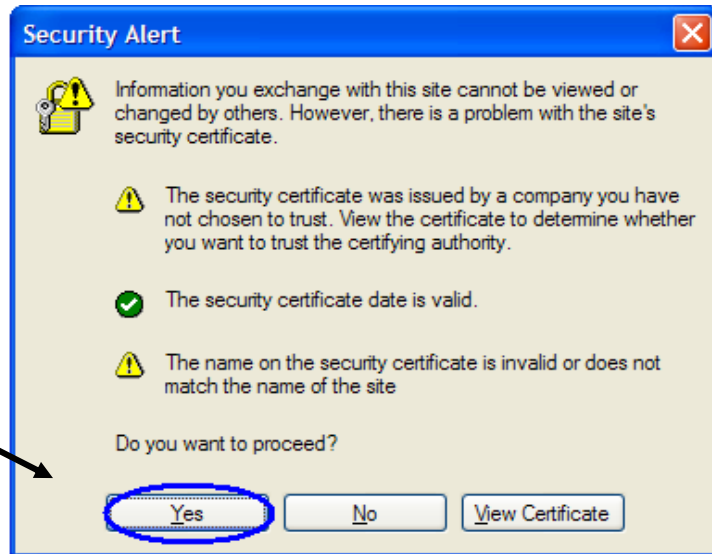 Security Alert
Information you exchange with this site cannot be viewed or
changed by others. However, there is a problem with the site's
security certificate.
The security certificate was issued by a company you have
not chosen to trust. View the certificate to determine whether
you want to trust the certifying authority.
The security certificate date is valid.
The name on the security certificate is invalid or does not
match the name of the site
Do you want to proceed?
Yes No View Certificate